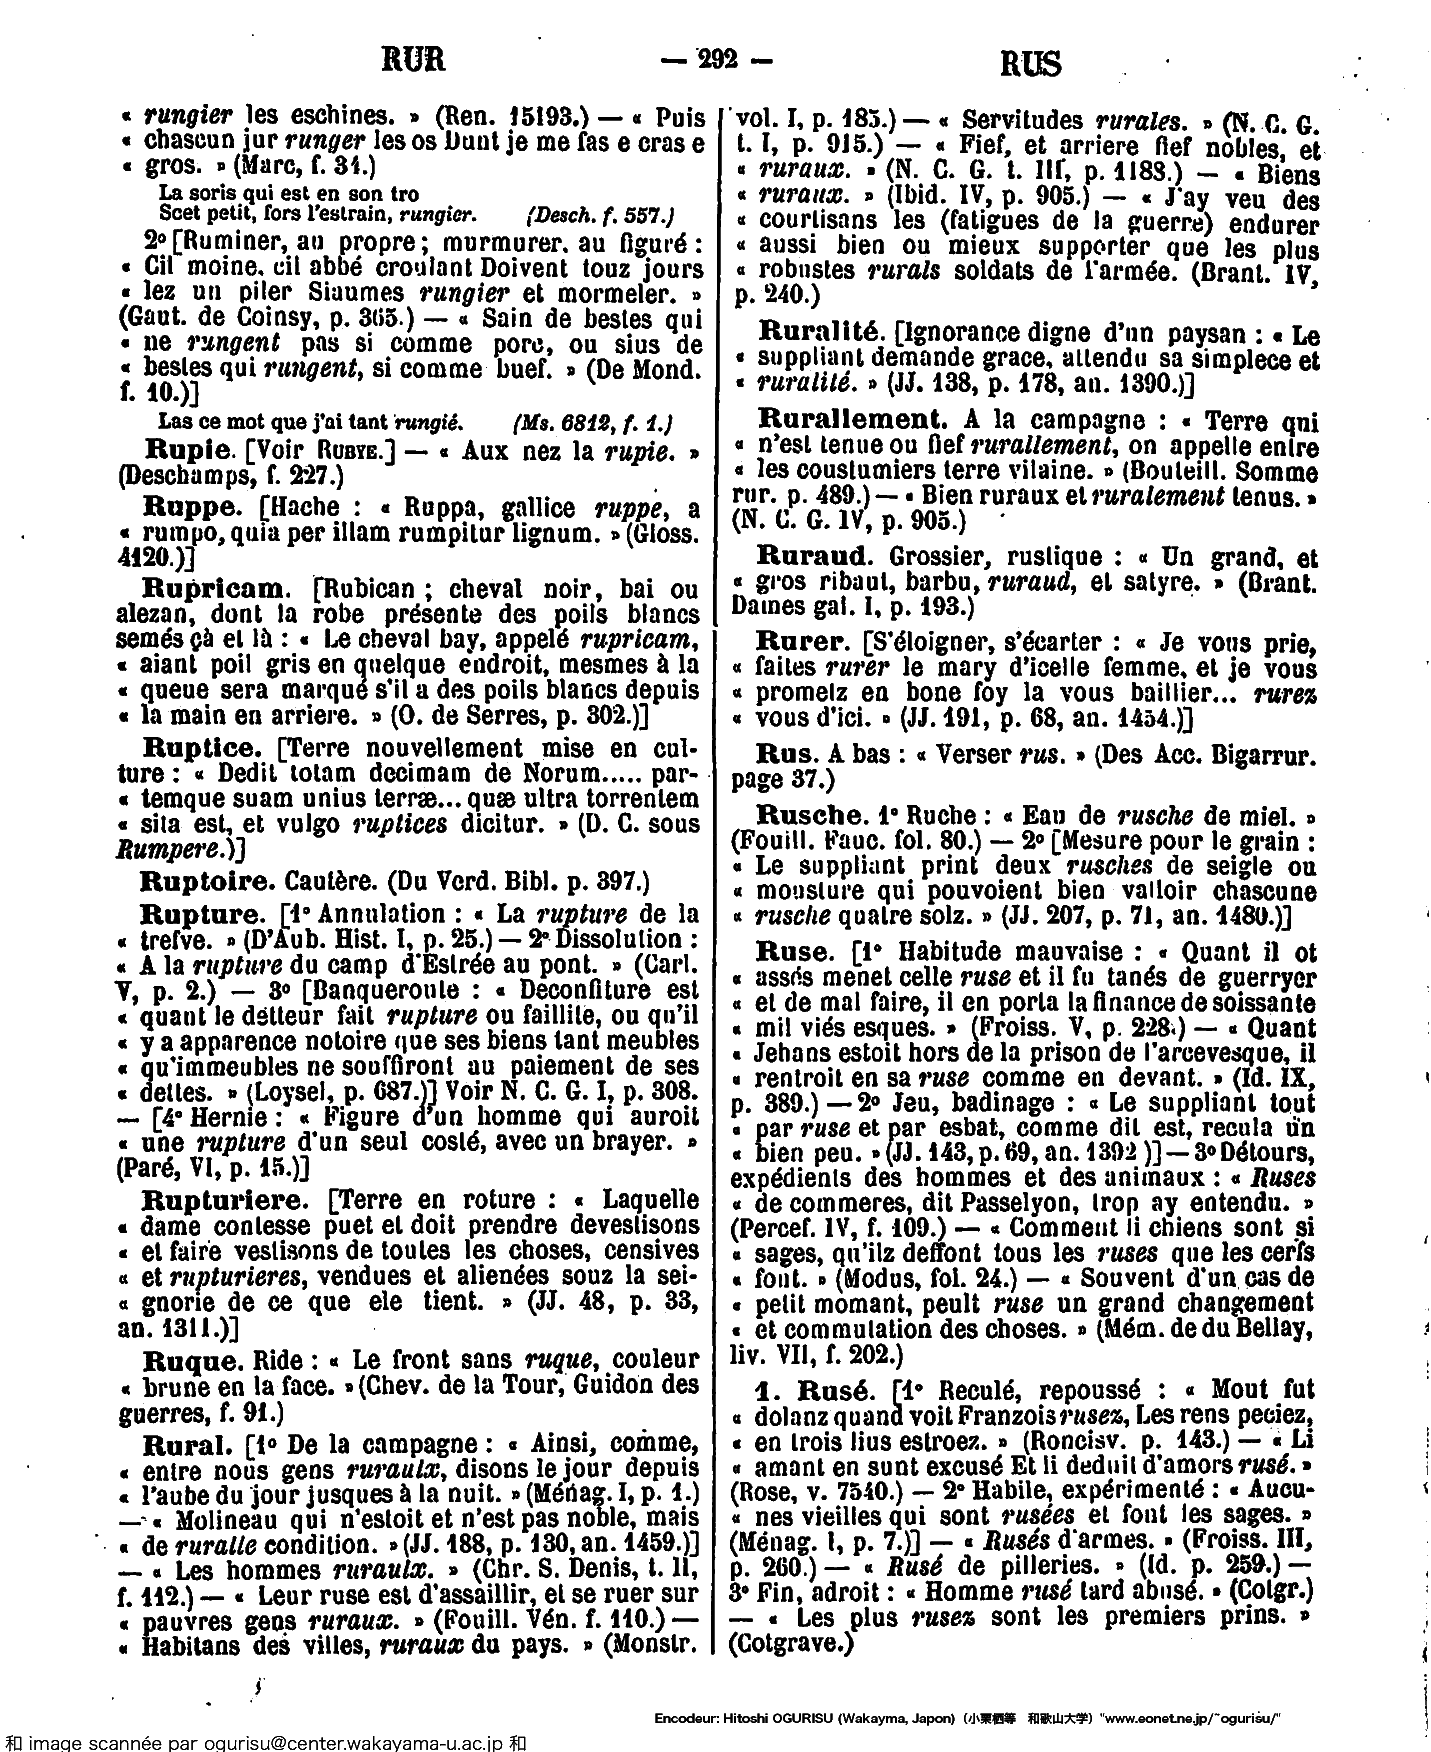 RUR — 292 — RUS
« rungier les eschines. » (Ren. 15193.) — « Puis
« chascun jur runger les os Dunt je me fas e cras e
« gros. » (Marc, f. 31.)
La soris qui est en son tro
Scet petit, fors l'estrain, rungier. (Desch. f. 557.)
2º [Ruminer, au propre ; murmurer, au figuré :
« Cil moine, cil abbé croulant Doivent touz jours
« lez un piler Siaumes rungier et mormeler. »
(Gaut. de Coinsy, p. 365.) — « Sain de bestes qui
« ne rungent pas si comme porc, ou sius de
« bestes qui rungent, si comme buef. » (De Mond.
f. 10.)]
Las ce mot que j'ai tant rungié. (Ms. 6812, f. 1.)
Rupie. [Voir RUBYE.] — « Aux nez la rupie. »
(Deschamps, f. 227.)
Ruppe. [Hache : « Ruppa, gallice ruppe, a
« rumpo, quia per illam rumpitur lignum. » (Gloss.
4120.)]
Rupricam. [Rubican ; cheval noir, bai ou
alezan, dont la robe présente des poils blancs
semés çà et là : « Le cheval bay, appelé rupricam,
« aiant poil gris en quelque endroit, mesmes à la
« queue sera marqué s'il a des poils blancs depuis
« la main en arriere. » (O. de Serres, p. 302.)]
Ruptice. [Terre nouvellement mise en cul-
ture : « Dedit totam decimam de Norum..... par-
« temque suam unius terræ... quæ ultra torrentem
« sita est, et vulgo ruptices dicitur. » (D. C. sous
Rumpere.)]
Ruptoire. Cautère. (Du Verd. Bibl. p. 397.)
Rupture. [1º Annulation : « La rupture de la
« trefve. » (D'Aub. Hist. I, p. 25.) — 2º Dissolution :
« A la rupture du camp d'Estrée au pont. » (Carl.
V, p. 2.) — 3º [Banqueroute : « Deconfiture est
« quant le detteur fait rupture ou faillite, ou qu'il
« y a apparence notoire que ses biens tant meubles
« qu'immeubles ne souffiront au paiement de ses
« dettes. » (Loysel, p. 687.)] Voir N. C. G. I, p. 308.
— [4º Hernie : « Figure d'un homme qui auroit
« une rupture d'un seul costé, avec un brayer. »
(Paré, VI, p. 15.)]
Rupturiere. [Terre en roture : « Laquelle
« dame contesse puet et doit prendre devestisons
« et faire vestisons de toutes les choses, censives
« et rupturieres, vendues et alienées souz la sei-
« gnorie de ce que ele tient. » (JJ. 48, p. 33,
an. 1311.)]
Ruque. Ride : « Le front sans ruque, couleur
« brune en la face. » (Chev. de la Tour, Guidon des
guerres, f. 91.)
Rural. [1º De la campagne : « Ainsi, comme,
« entre nous gens ruraulx, disons le jour depuis
« l'aube du jour jusques à la nuit. » (Ménag. I, p. 1.)
— « Molineau qui n'estoit et n'est pas noble, mais
« de ruralle condition. » (JJ. 188, p. 130, an. 1459.)]
— « Les hommes ruraulx. » (Chr. S. Denis, t. II,
f. 112.) — « Leur ruse est d'assaillir, et se ruer sur
« pauvres gens ruraux. » (Fouill. Vén. f. 110.) —
« Habitans des villes, ruraux du pays. » (Monstr.
vol. I, p. 185.) — « Servitudes rurales. » (N. C. G.
t. I, p. 915.) — « Fief, et arriere fief nobles, et
« ruraux. » (N. C. G. t. III, p. 1188.) — « Biens
« ruraux. » (Ibid. IV, p. 905.) — « J'ay veu des
« courtisans les (fatigues de la guerre) endurer
« aussi bien ou mieux supporter que les plus
« robustes rurals soldats de l'armée. (Brant. IV,
p. 240.)
Ruralité. [Ignorance digne d'un paysan : « Le
« suppliant demande grace, attendu sa simplece et
« ruralité. » (JJ. 138, p. 178, an. 1390.)]
Rurallement. A la campagne : « Terre qui
« n'est tenue ou fief rurallement, on appelle entre
« les coustumiers terre vilaine. » (Bouteill. Somme
rur. p. 489.) — « Bien ruraux et ruralement tenus. »
(N. C. G. IV, p. 905.)
Ruraud. Grossier, rustique : « Un grand, et
« gros ribaut, barbu, ruraud, et satyre. » (Brant.
Dames gal. I, p. 193.)
Rurer. [S'éloigner, s'écarter : « Je vous prie,
« faites rurer le mary d'icelle femme, et je vous
« prometz en bone foy la vous baillier... rurez
« vous d'ici. » (JJ. 191, p. 68, an. 1454.)]
Rus. A bas : « Verser rus. » (Des Acc. Bigarrur.
page 37.)
Rusche. 1º Ruche : « Eau de rusche de miel. »
(Fouill. Fauc. fol. 80.) — 2º [Mesure pour le grain :
« Le suppliant print deux rusches de seigle ou
« mousture qui pouvoient bien valloir chascune
« rusche quatre solz. » (JJ. 207, p. 71, an. 1480.)]
Ruse. [1º Habitude mauvaise : « Quant il ot
« assés menet celle ruse et il fu tanés de guerryer
« et de mal faire, il en porta la finance de soissante
« mil viés esques. » (Froiss. V, p. 228.) — « Quant
« Jehans estoit hors de la prison de l'arcevesque, il
« rentroit en sa ruse comme en devant. » (Id. IX,
p. 389.) — 2º Jeu, badinage : « Le suppliant tout
« par ruse et par esbat, comme dit est, recula un
« bien peu. » (JJ. 143, p. 69, an. 1392 )] — 3º Détours,
expédients des hommes et des animaux : « Ruses
« de commeres, dit Passelyon, trop ay entendu. »
(Percef. IV, f. 109.) — « Comment li chiens sont si
« sages, qu'ilz deffont tous les ruses que les cerfs
« font. » (Modus, fol. 24.) — « Souvent d'un cas de
« petit momant, peult ruse un grand changement
« et commutation des choses. » (Mém. de du Bellay,
liv. VII, f. 202.)
1. Rusé. [1º Reculé, repoussé : « Mout fut
« dolanz quand voit Franzois rusez, Les rens peciez,
« en trois lius estroez. » (Roncisv. p. 143.) — « Li
« amant en sunt excusé Et li deduit d'amors rusé. »
(Rose, v. 7540.) — 2º Habile, expérimenté : « Aucu-
« nes vieilles qui sont rusées et font les sages. »
(Ménag. I, p. 7.)] — « Rusés d'armes. » (Froiss. III,
p. 260.) — « Rusé de pilleries. » (Id. p. 259.) —
3º Fin, adroit : « Homme rusé tard abusé. » (Cotgr.)
— « Les plus rusez sont les premiers prins. »
(Cotgrave.)
Encodeur: Hitoshi OGURISU (Wakayma, Japon) (小栗栖等 和歌山大学) "www.eonet.ne.jp/~ogurisu/"
和 image scannée par ogurisu@center.wakayama-u.ac.jp 和